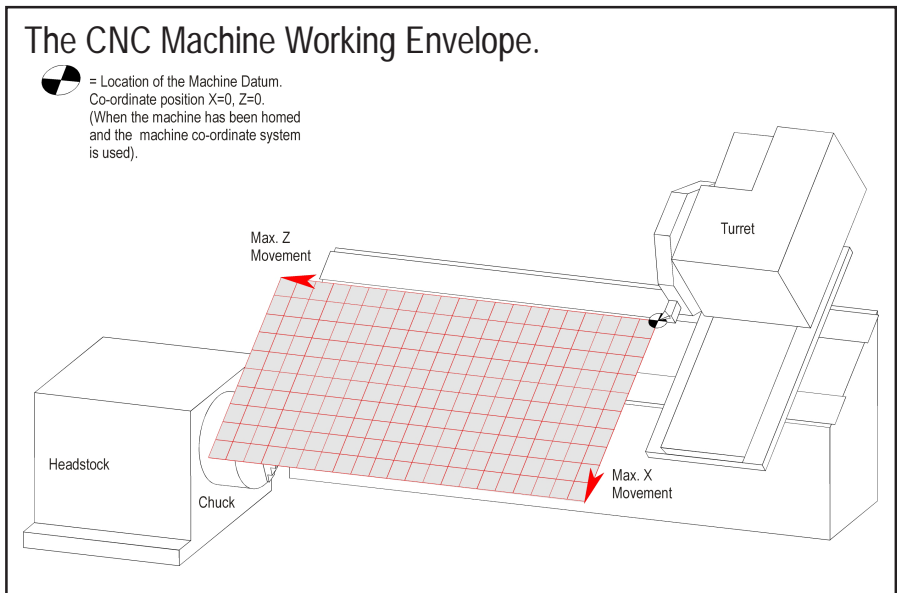 The CNC Machine Working Envelope.
= Location of the Machine Datum.
Co-ordinate position X=0, Z=0.
(When the machine has been homed
and the machine co-ordinate system
is used).
Turret
Max. Z
Movement
Headstock
Chuck
Max. X
Movement